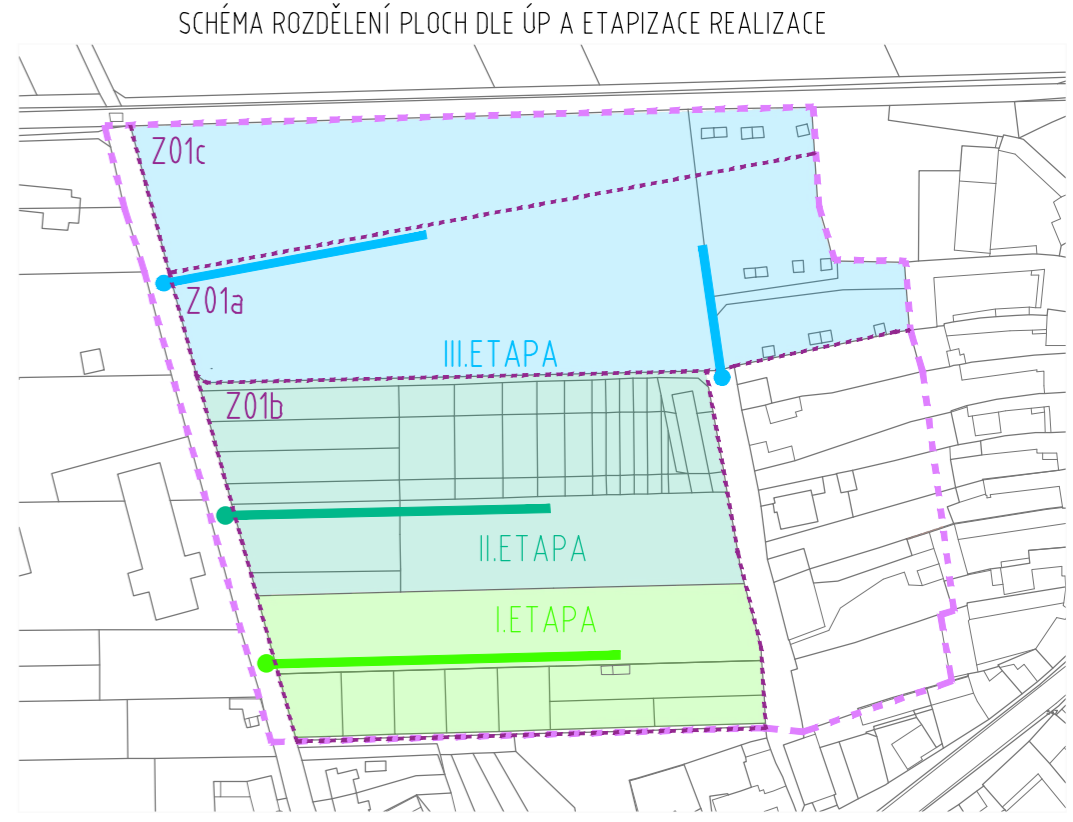 SCHÉMA ROZDĚLENÍ PLOCH DLE ÚP A ETAPIZACE REALIZACE
Z01c
Z01a
III.ETAPA
Z01b
II.ETAPA
I.ETAPA